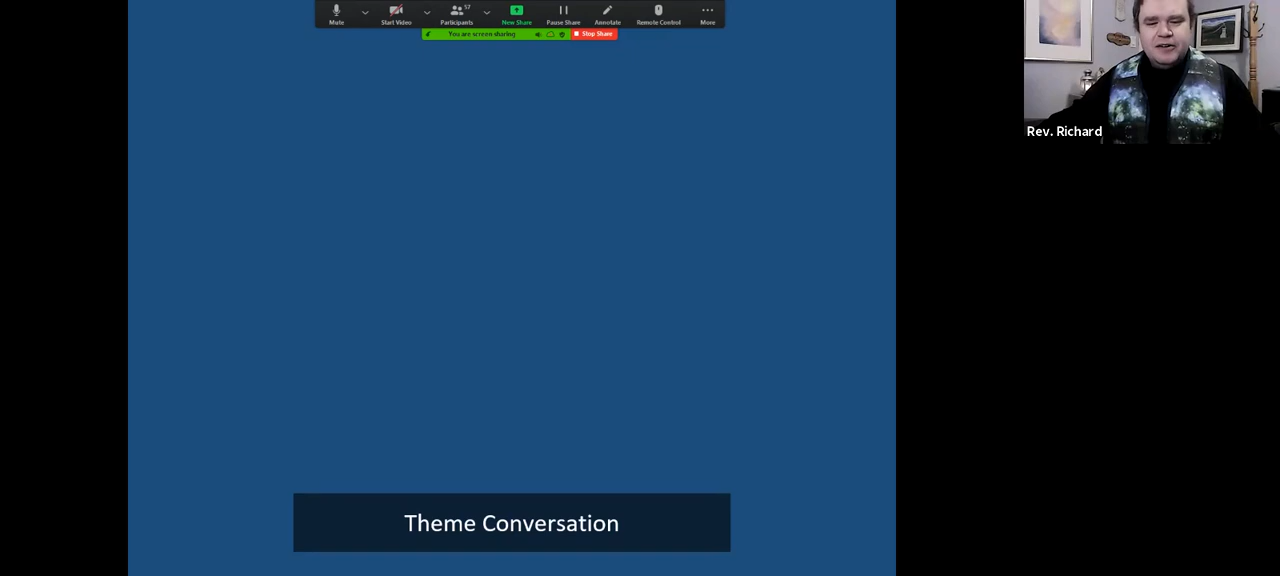 57
Mute
Start Video
Participants
New Share
Pause Share
Annotate
Remote Control
More
You are screen sharing
Stop Share
Rev. Richard
Theme Conversation